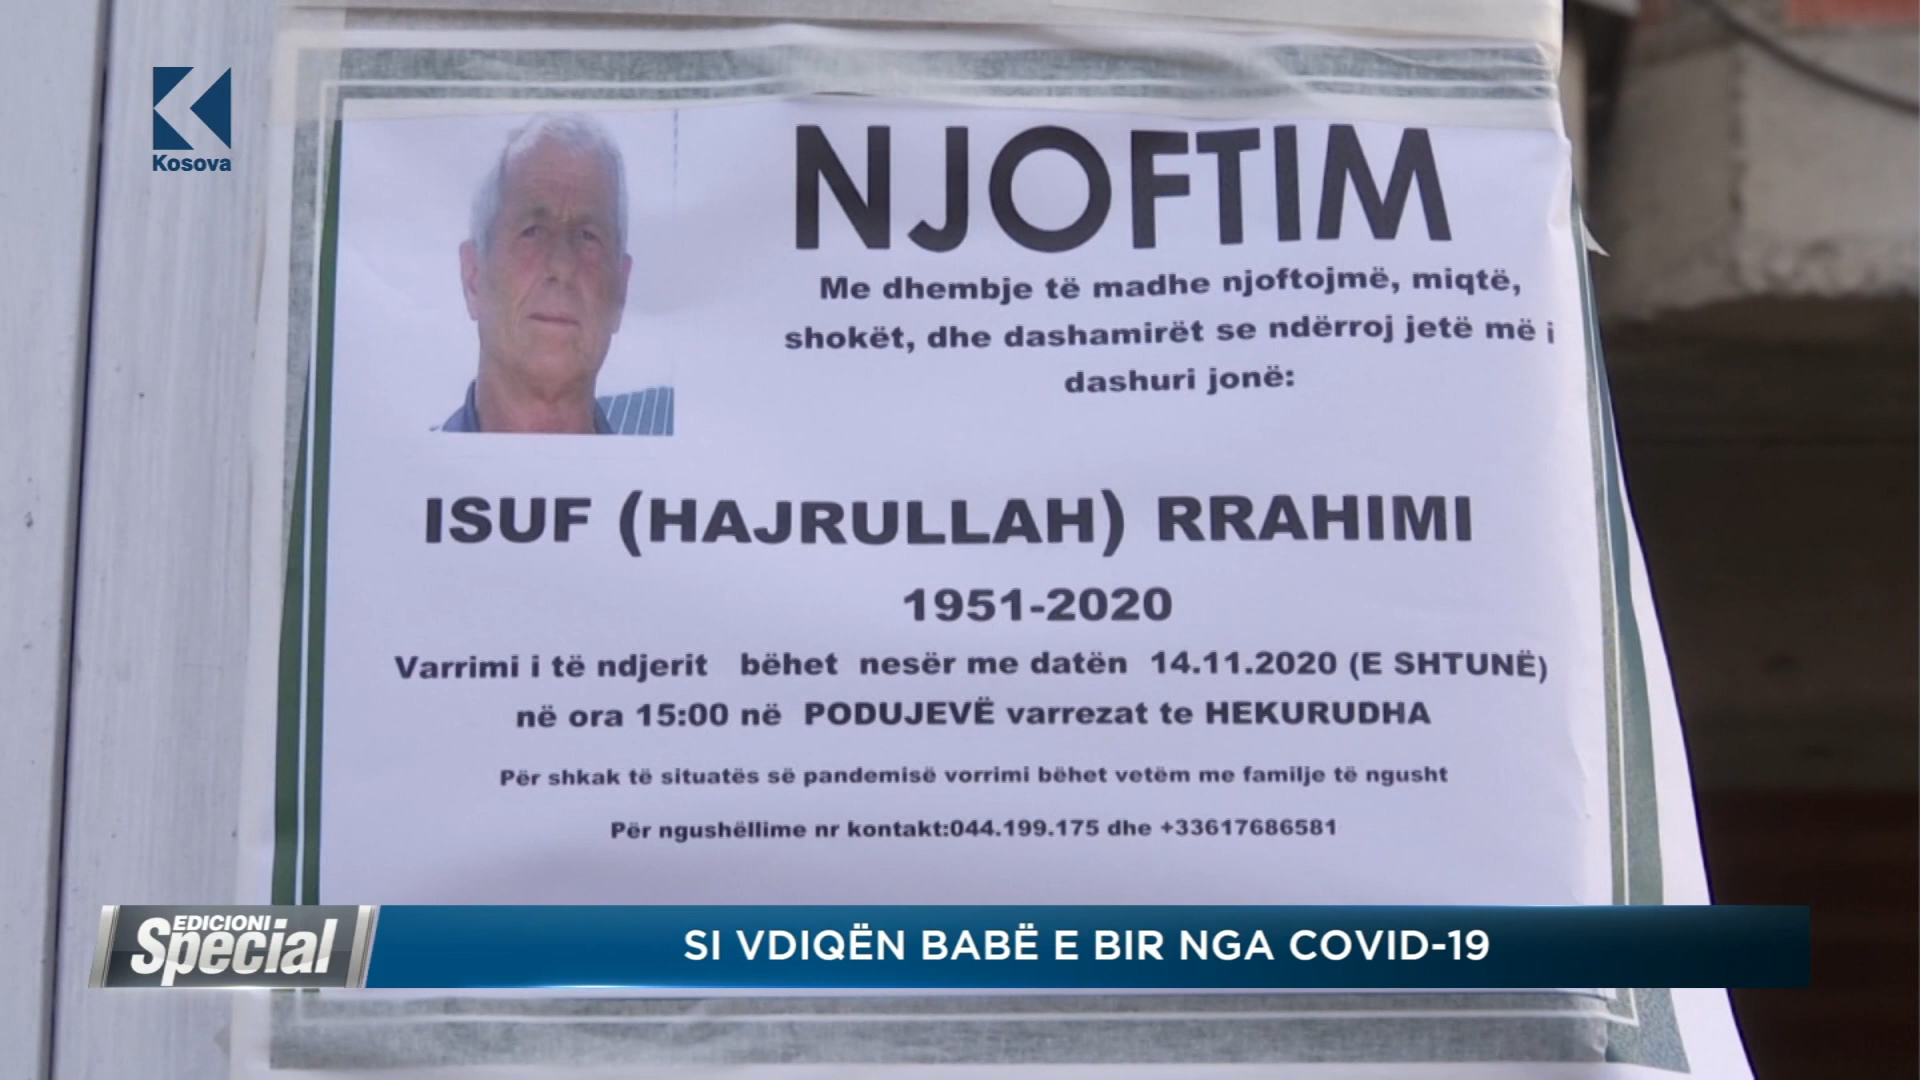 Kosova
NJOFTIM
Me dhembje të madhe njoftojmë, miqtë,
shokët, dhe dashamirët se ndërroj jetë më i
dashuri jonë:
ISUF (HAJRULLAH) RRAHIMI
1951-2020
Varrimi i të ndjerit bëhet nesër me datën 14.11.2020 (E SHTUNË)
në ora 15:00 në PODUJEVË varrezat te HEKURUDHA
Për shkak të situatës së pandemisë vorrimi bëhet vetëm me familje të ngusht
Për ngushëllime nr kontakt:044.199.175 dhe +33617686581
EDICIONI
Special
SI VDIQËN BABË E BIR NGA COVID-19